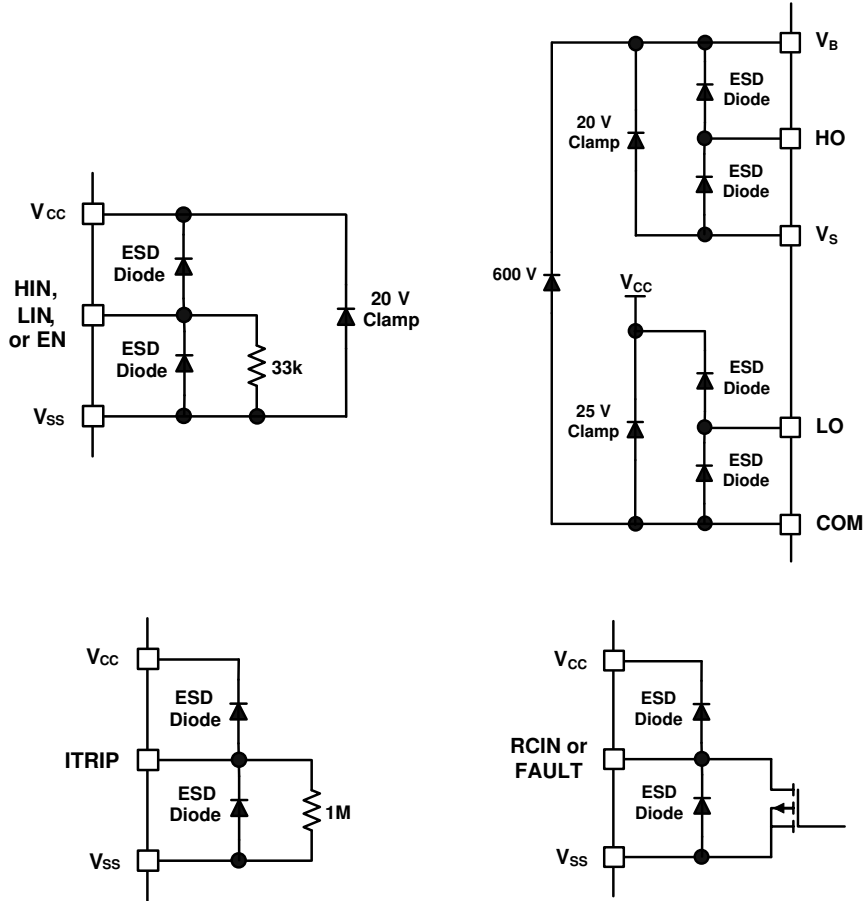 VCC
ESD
Diode
HIN,
LIN,
or EN
ESD
Diode
33k
20 V
Clamp
VSS
VB
ESD
Diode
20 V
Clamp
HO
ESD
Diode
VS
600 V
VCC
ESD
Diode
25 V
Clamp
LO
ESD
Diode
COM
VCC
ESD
Diode
ITRIP
ESD
Diode
1M
VSS
VCC
ESD
Diode
RCIN or
FAULT
ESD
Diode
VSS